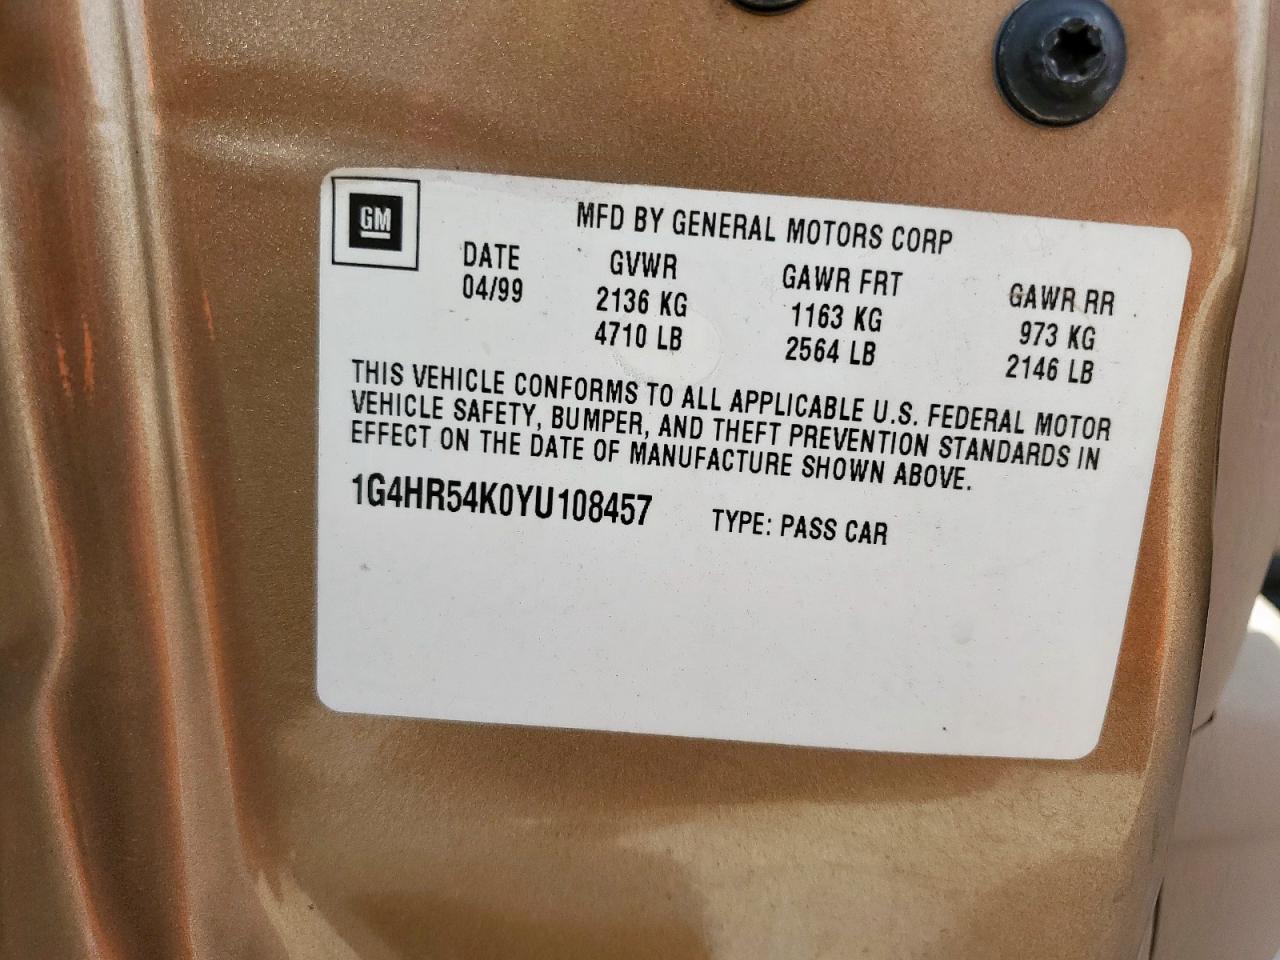 GM
MFD BY GENERAL MOTORS CORP
DATE GVWR GAWR FRT GAWR RR
04/99 2136 KG 1163 KG 973 KG
4710 LB 2564 LB 2146 LB
THIS VEHICLE CONFORMS TO ALL APPLICABLE U.S. FEDERAL MOTOR
VEHICLE SAFETY, BUMPER, AND THEFT PREVENTION STANDARDS IN
EFFECT ON THE DATE OF MANUFACTURE SHOWN ABOVE.
1G4HR54K0YU108457 TYPE: PASS CAR